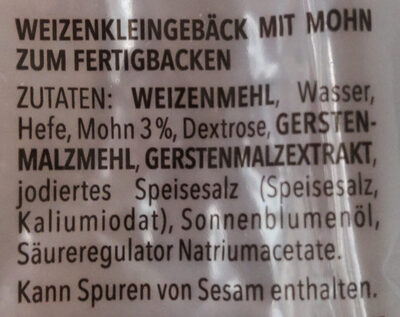 WEIZENKLEINGEBÄCK MIT MOHN
ZUM FERTIGBACKEN
ZUTATEN: WEIZENMEHL, Wasser,
Hefe, Mohn 3%, Dextrose, GERSTEN-
MALZMEHL, GERSTENMALZEXTRAKT,
jodiertes Speisesalz (Speisesalz,
Kaliumiodat), Sonnenblumenöl,
Säureregulator Natriumacetate.
Kann Spuren von Sesam enthalten.